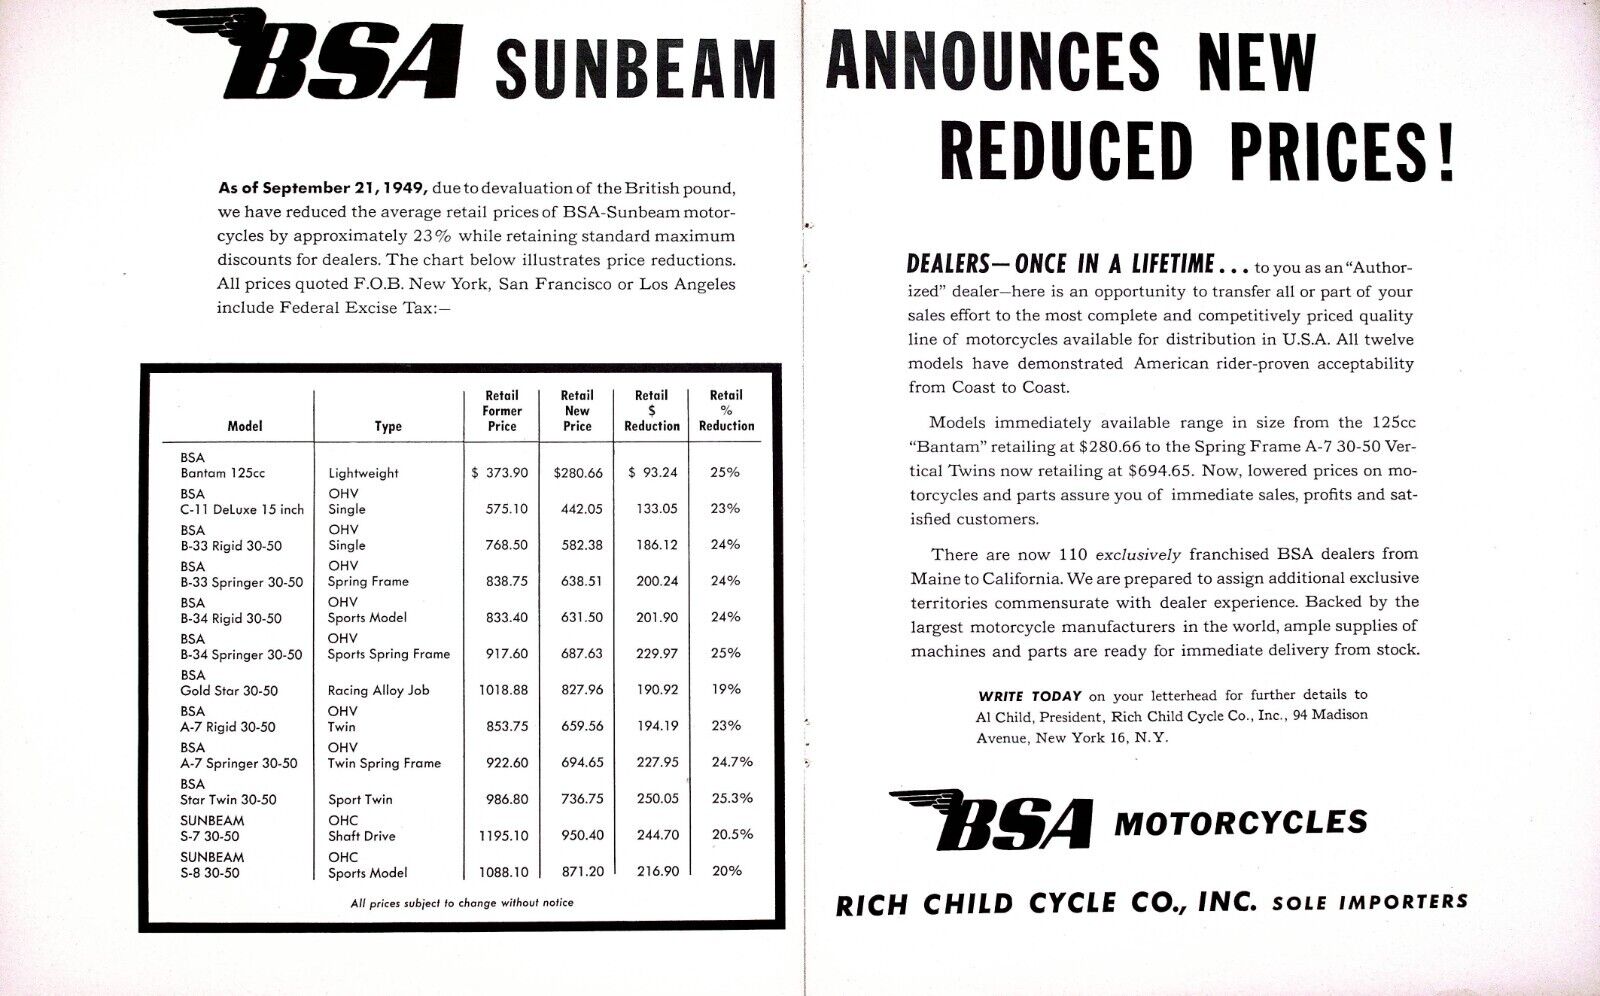 BSA SUNBEAM ANNOUNCES NEW
REDUCED PRICES!
As of September 21, 1949, due to devaluation of the British pound,
we have reduced the average retail prices of BSA-Sunbeam motor-
cycles by approximately 23% while retaining standard maximum
discounts for dealers. The chart below illustrates price reductions.
All prices quoted F.O.B. New York, San Francisco or Los Angeles
include Federal Excise Tax:—
Model Type Retail Former Price Retail New Price Retail $ Reduction Retail % Reduction
BSA
Bantam 125cc Lightweight $ 373.90 $280.66 $ 93.24 25%
BSA OHV
C-11 DeLuxe 15 inch Single 575.10 442.05 133.05 23%
BSA OHV
B-33 Rigid 30-50 Single 768.50 582.38 186.12 24%
BSA OHV
B-33 Springer 30-50 Spring Frame 838.75 638.51 200.24 24%
BSA OHV
B-34 Rigid 30-50 Sports Model 833.40 631.50 201.90 24%
BSA OHV
B-34 Springer 30-50 Sports Spring Frame 917.60 687.63 229.97 25%
BSA
Gold Star 30-50 Racing Alloy Job 1018.88 827.96 190.92 19%
BSA OHV
A-7 Rigid 30-50 Twin 853.75 659.56 194.19 23%
BSA OHV
A-7 Springer 30-50 Twin Spring Frame 922.60 694.65 227.95 24.7%
BSA
Star Twin 30-50 Sport Twin 986.80 736.75 250.05 25.3%
SUNBEAM OHC
S-7 30-50 Shaft Drive 1195.10 950.40 244.70 20.5%
SUNBEAM OHC
S-8 30-50 Sports Model 1088.10 871.20 216.90 20%
All prices subject to change without notice
DEALERS—ONCE IN A LIFETIME... to you as an "Author-
ized" dealer—here is an opportunity to transfer all or part of your
sales effort to the most complete and competitively priced quality
line of motorcycles available for distribution in U.S.A. All twelve
models have demonstrated American rider-proven acceptability
from Coast to Coast.
Models immediately available range in size from the 125cc
"Bantam" retailing at $280.66 to the Spring Frame A-7 30-50 Ver-
tical Twins now retailing at $694.65. Now, lowered prices on mo-
torcycles and parts assure you of immediate sales, profits and sat-
isfied customers.
There are now 110 exclusively franchised BSA dealers from
Maine to California. We are prepared to assign additional exclusive
territories commensurate with dealer experience. Backed by the
largest motorcycle manufacturers in the world, ample supplies of
machines and parts are ready for immediate delivery from stock.
WRITE TODAY on your letterhead for further details to
Al Child, President, Rich Child Cycle Co., Inc., 94 Madison
Avenue, New York 16, N.Y.
BSA MOTORCYCLES
RICH CHILD CYCLE CO., INC. SOLE IMPORTERS